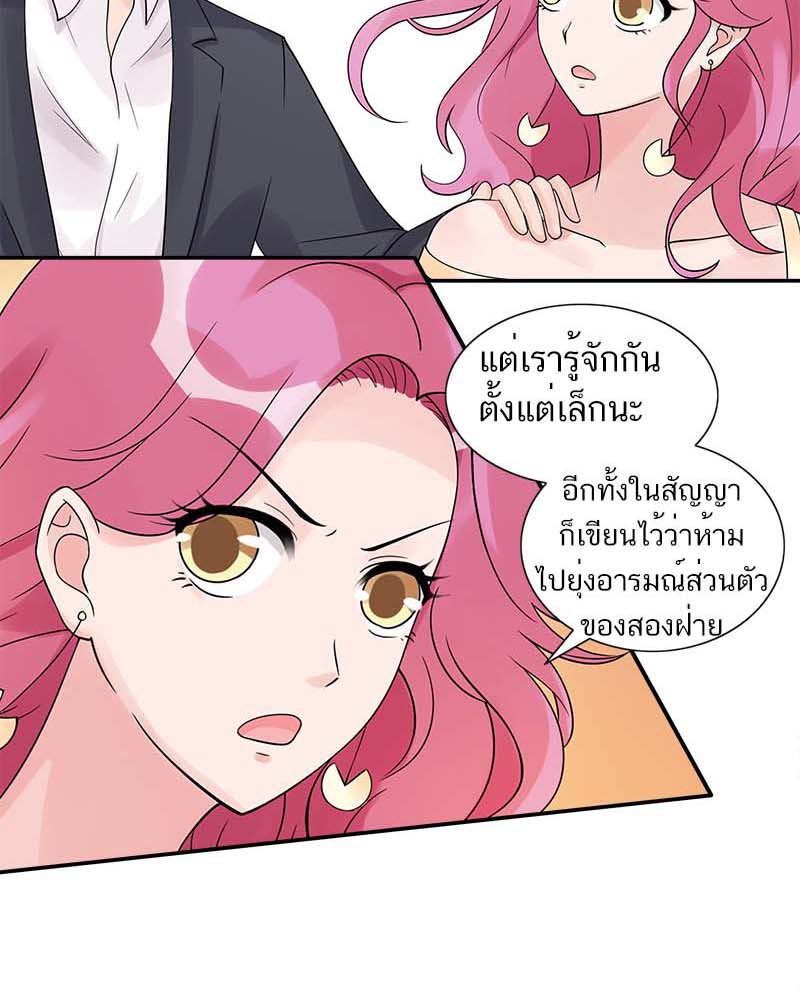 แต่เรารู้จักกัน
ตั้งแต่เล็กนะ
อีกทั้งในสัญญา
ก็เขียนไว้ว่าห้าม
ไปยุ่งอารมณ์ส่วนตัว
ของสองฝ่าย